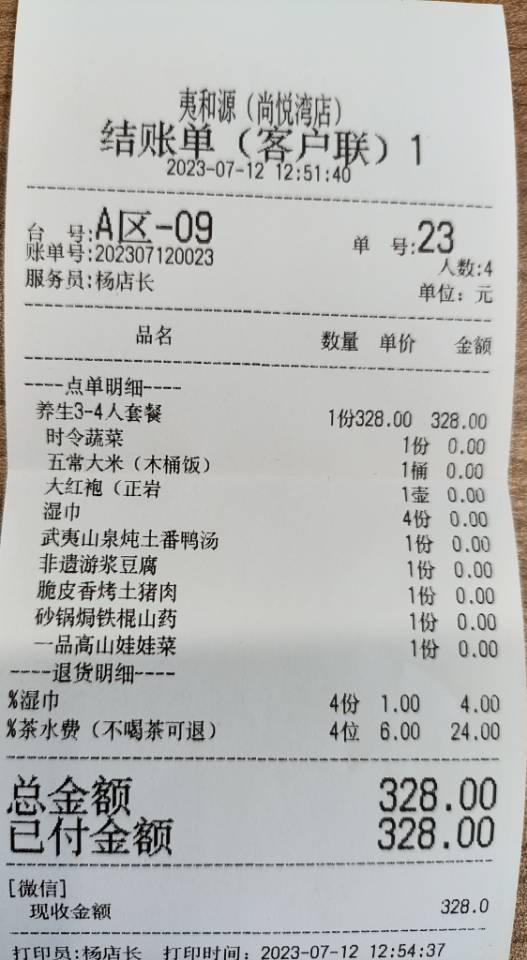 夷和源（尚悦湾店）
结账单（客户联）1
2023-07-12 12:51:40
台 号:A区-09 单 号:23
账单号:202307120023 人数:4
服务员:杨店长 单位：元
品名 数量 单价 金额
----点单明细----
养生3-4人套餐 1份328.00 328.00
时令蔬菜 1份 0.00
五常大米（木桶饭） 1桶 0.00
大红袍（正岩 1壶 0.00
湿巾 4份 0.00
武夷山泉炖土番鸭汤 1份 0.00
非遗游浆豆腐 1份 0.00
脆皮香烤土猪肉 1份 0.00
砂锅焗铁棍山药 1份 0.00
一品高山娃娃菜 1份 0.00
----退货明细----
%湿巾 4份 1.00 4.00
%茶水费（不喝茶可退） 4位 6.00 24.00
总金额 328.00
已付金额 328.00
[微信]
现收金额 328.0
打印员:杨店长 打印时间：2023-07-12 12:54:37